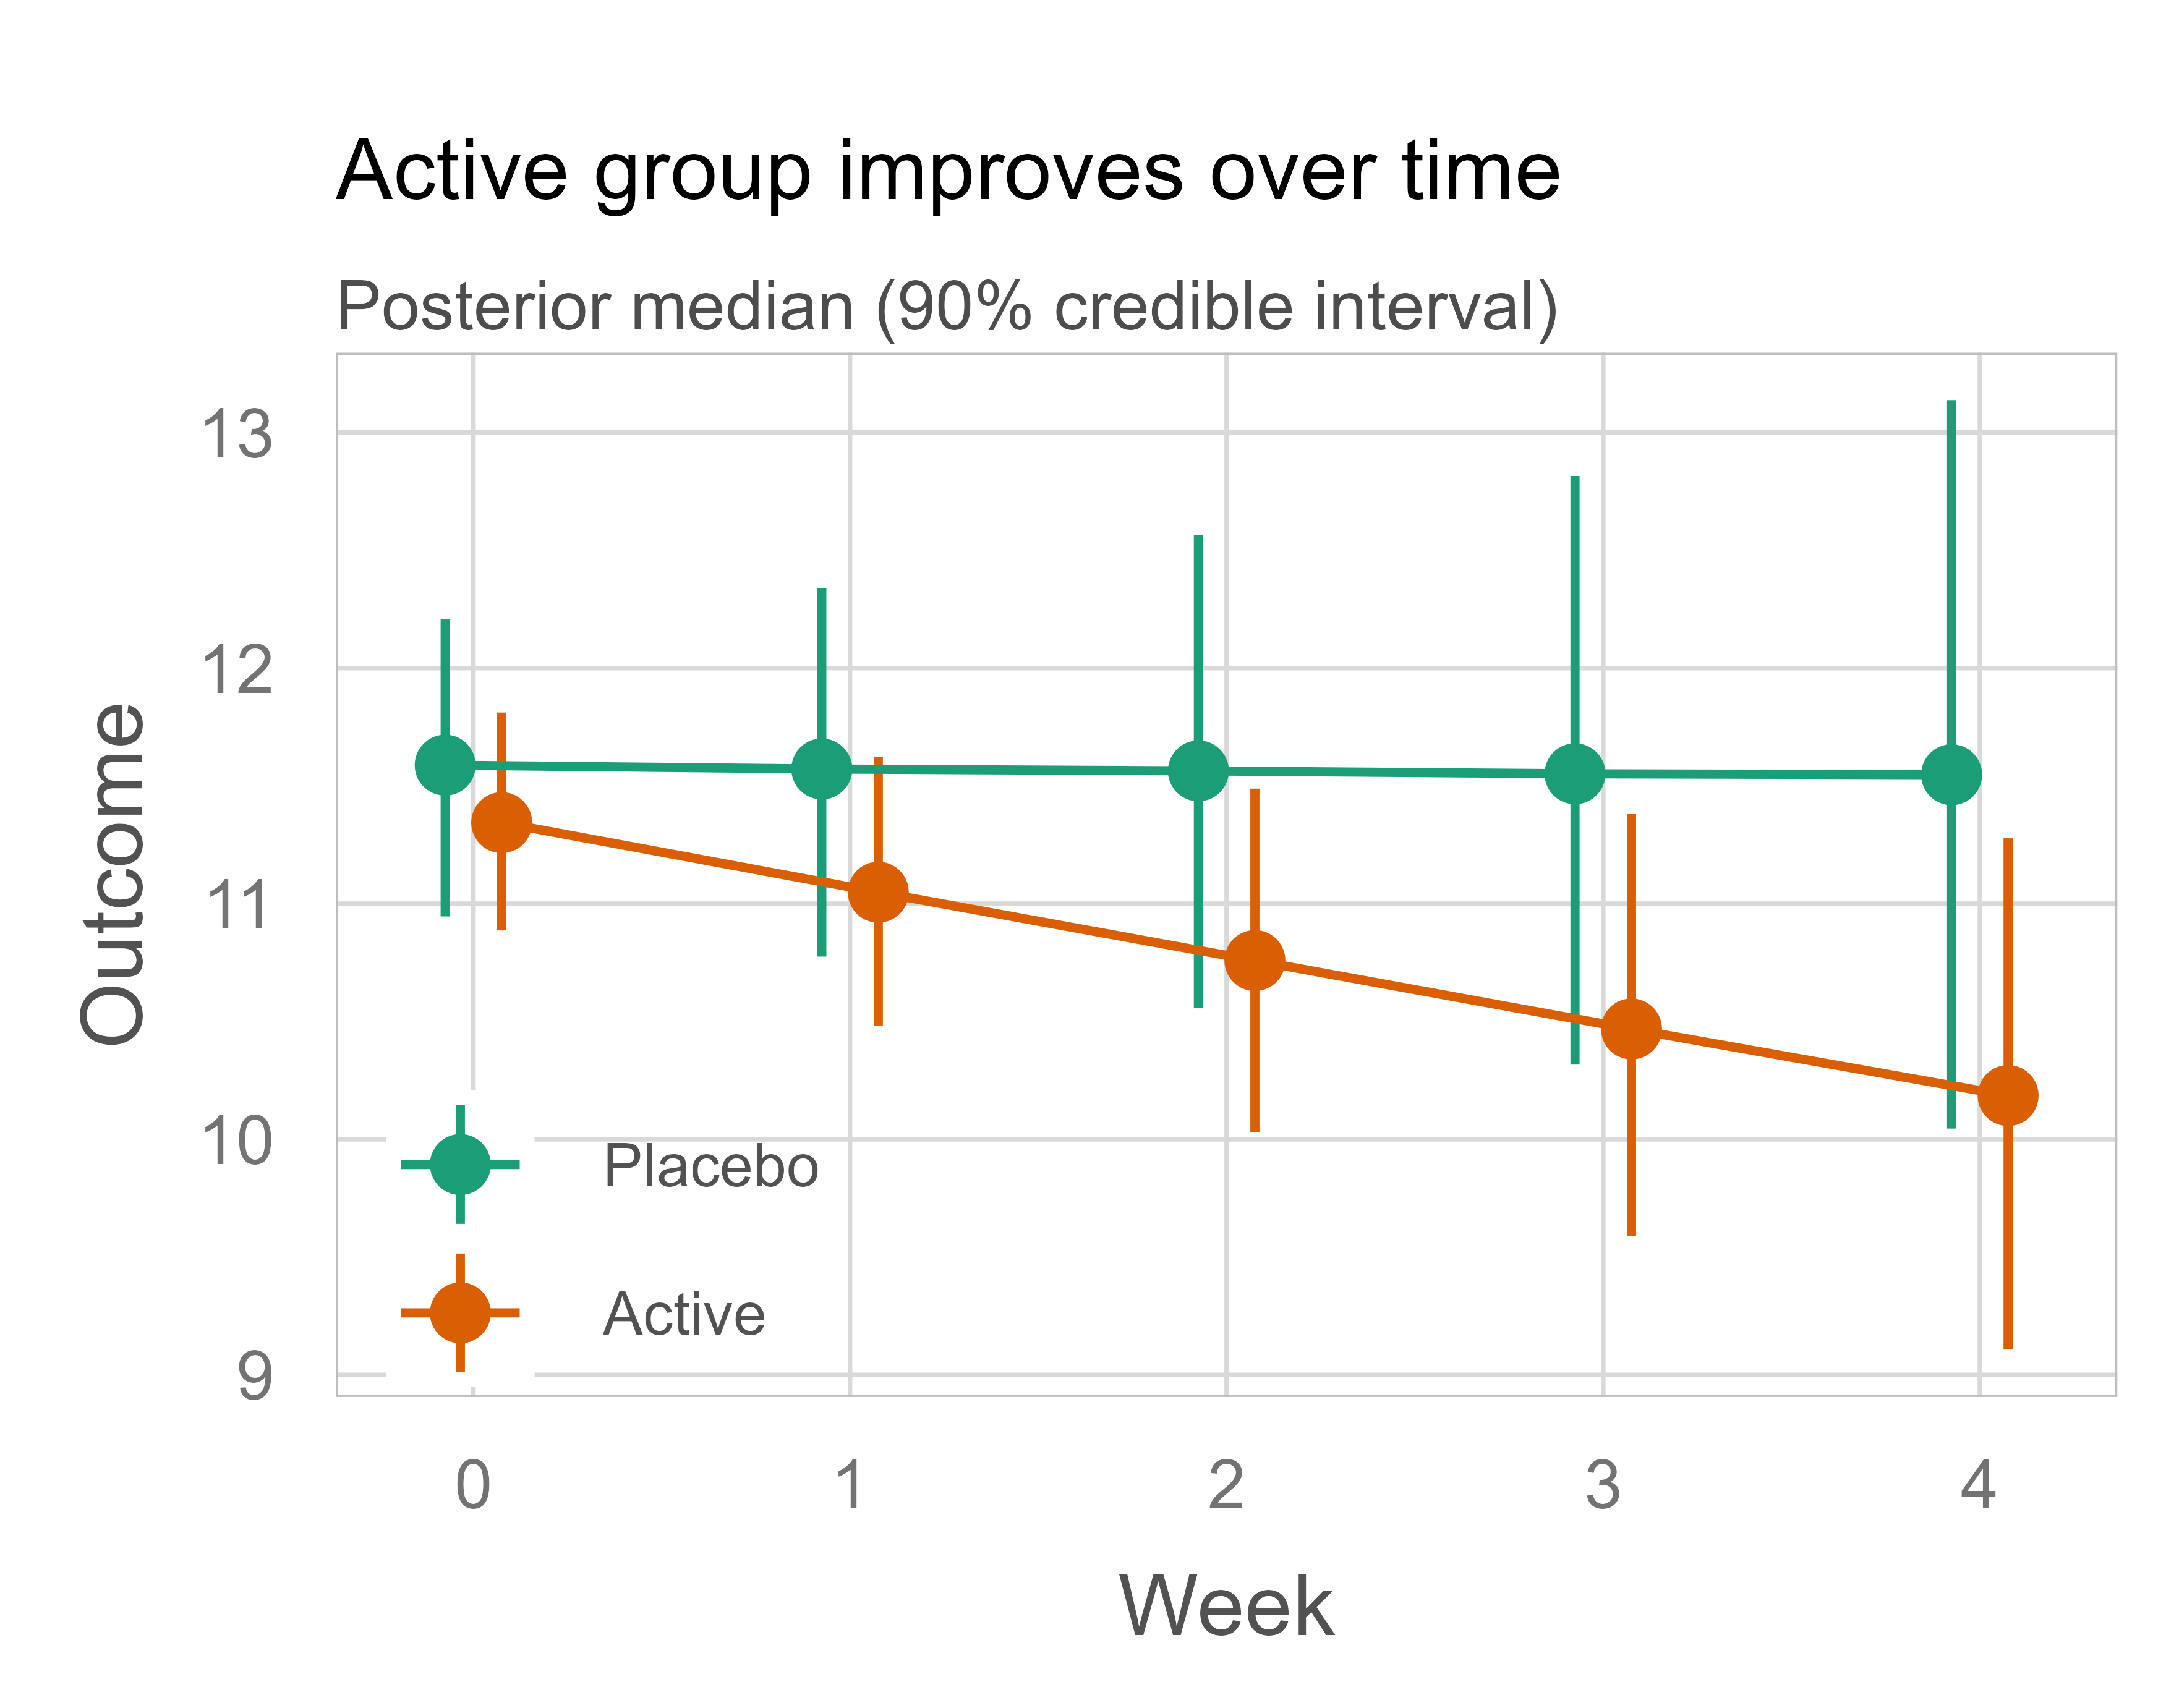 Active group improves over time
Posterior median (90% credible interval)
13
12
11
10
9
Outcome
Placebo
Active
0 1 2 3 4
Week